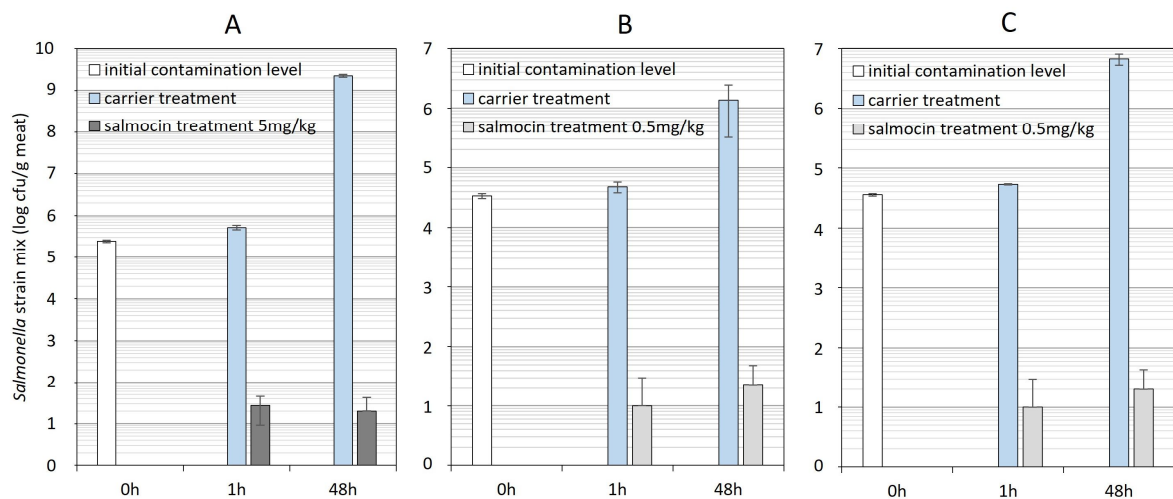 A
B
C
Salmonella strain mix (log cfu/g meat)
10
9
8
7
6
5
4
3
2
1
0
initial contamination level
carrier treatment
salmocin treatment 5mg/kg
0h 1h 48h
7
6
5
4
3
2
1
0
initial contamination level
carrier treatment
salmocin treatment 0.5mg/kg
0h 1h 48h
7
6
5
4
3
2
1
0
initial contamination level
carrier treatment
salmocin treatment 0.5mg/kg
0h 1h 48h